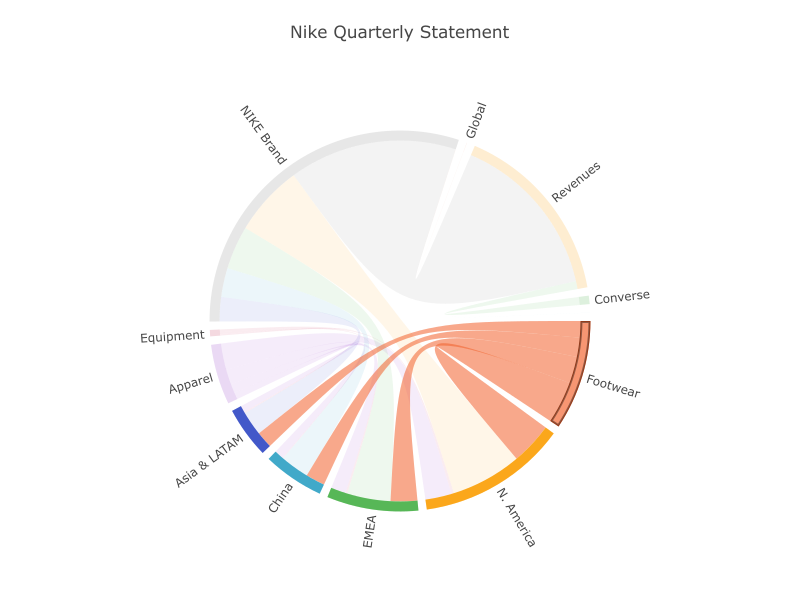 Nike Quarterly Statement
Global
NIKE Brand
Revenues
Converse
Equipment
Footwear
Apparel
Asia & LATAM
China
N. America
EMEA